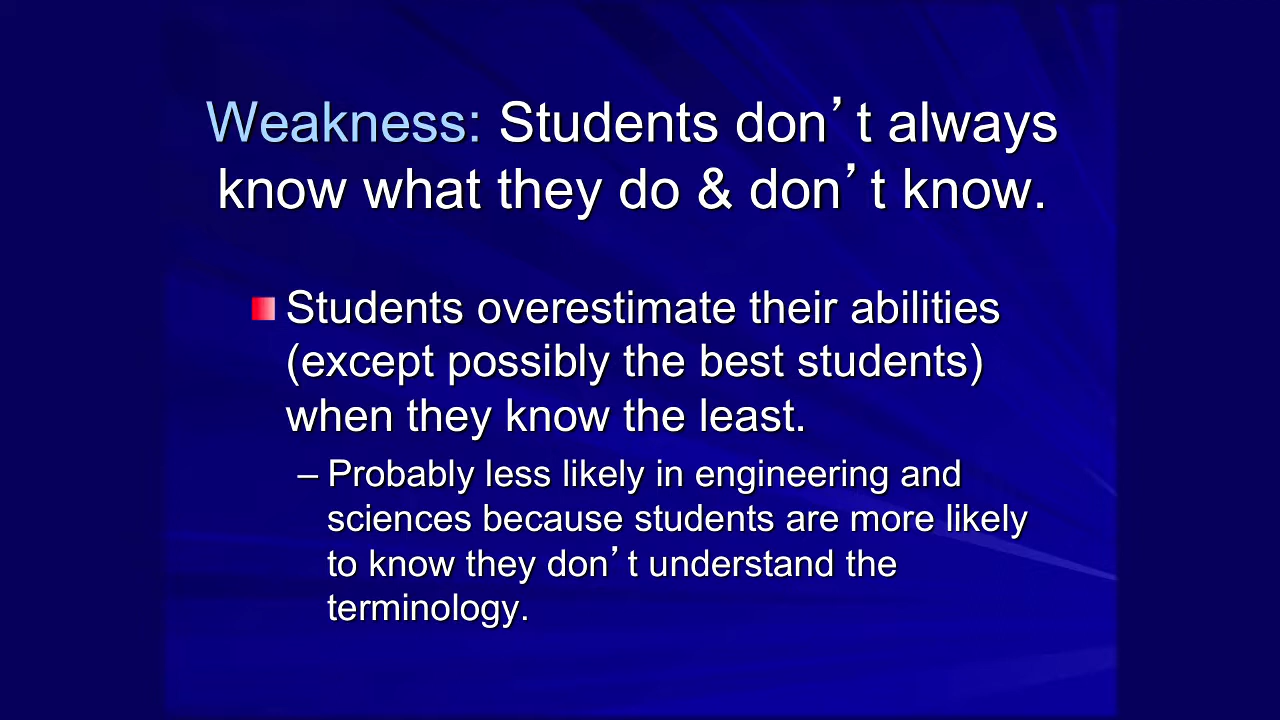 Weakness: Students don’t always
know what they do & don’t know.
Students overestimate their abilities
(except possibly the best students)
when they know the least.
– Probably less likely in engineering and
sciences because students are more likely
to know they don’t understand the
terminology.